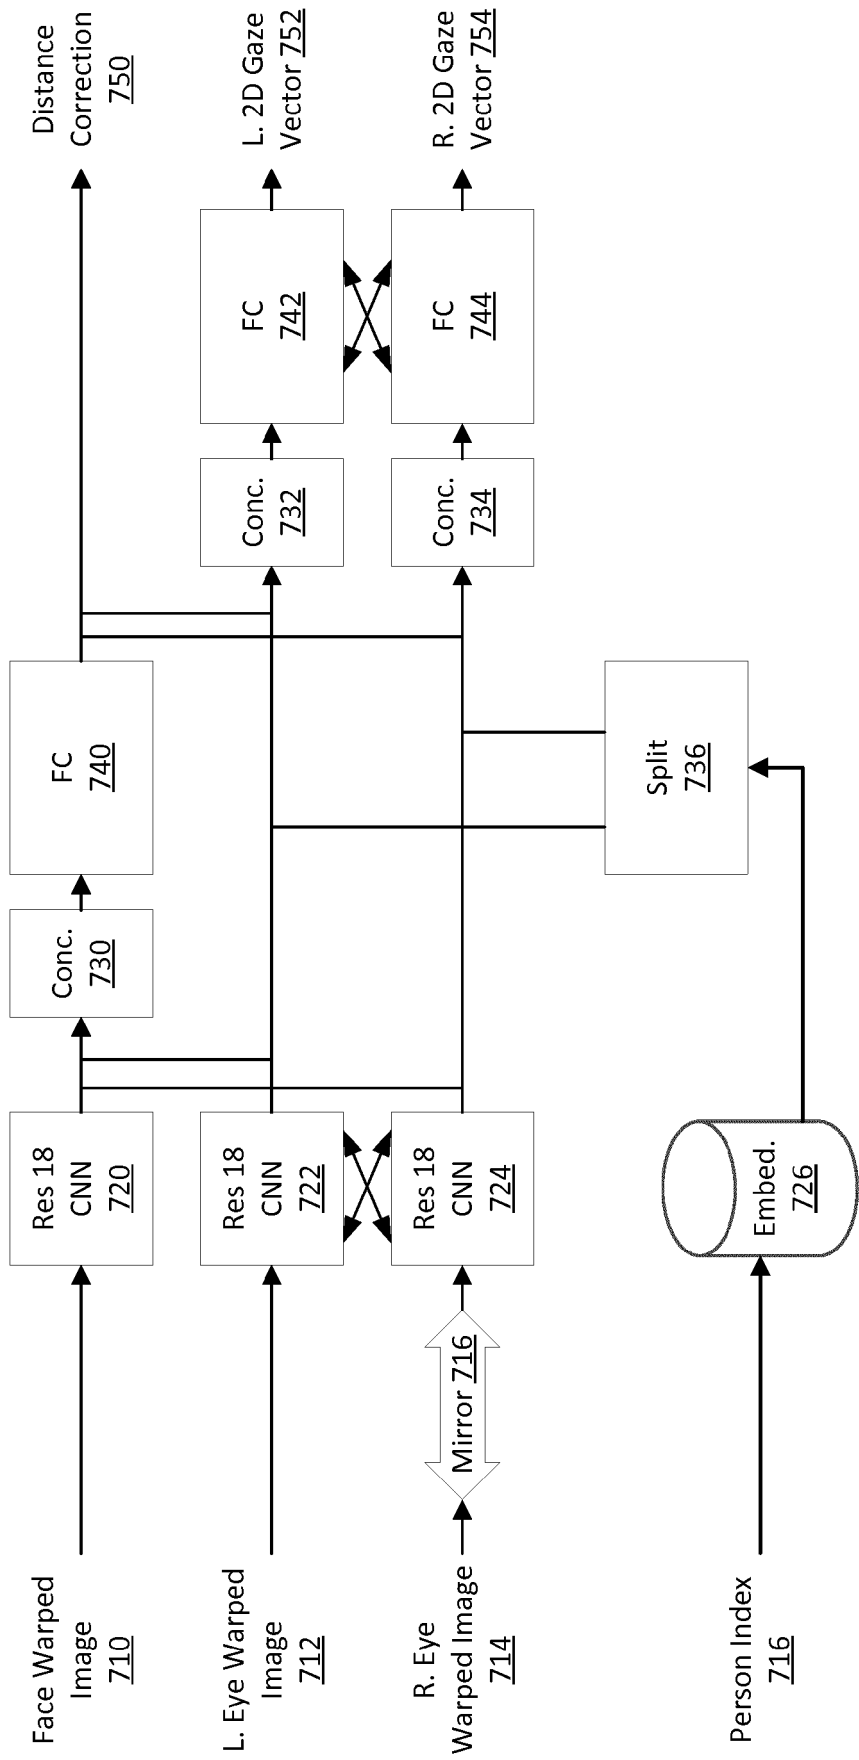 Face Warped
Image
710
L. Eye Warped
Image
712
R. Eye
Warped Image
714
Person Index
716
Mirror 716
Res 18
CNN
720
Res 18
CNN
722
Res 18
CNN
724
Embed.
726
Conc.
730
FC
740
Split
736
Conc.
732
Conc.
734
FC
742
FC
744
Distance
Correction
750
L. 2D Gaze
Vector 752
R. 2D Gaze
Vector 754